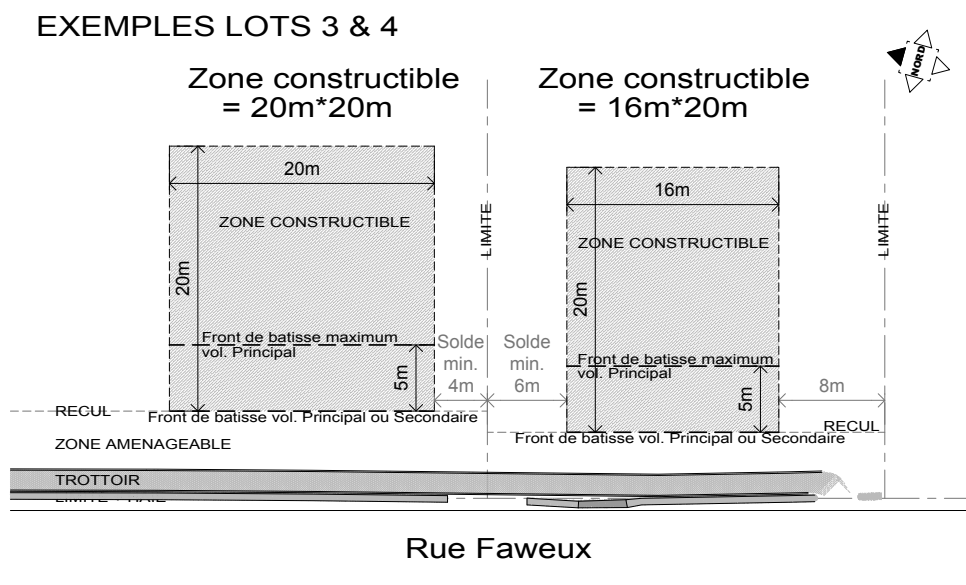 EXEMPLES LOTS 3 & 4
NORD
Zone constructible
= 20m*20m
Zone constructible
= 16m*20m
20m
ZONE CONSTRUCTIBLE
20m
Front de batisse maximum
vol. Principal
5m
Front de batisse vol. Principal ou Secondaire
Solde
min.
4m
LIMITE
Solde
min.
6m
16m
ZONE CONSTRUCTIBLE
20m
Front de batisse maximum
vol. Principal
5m
Front de batisse vol. Principal ou Secondaire
8m
LIMITE
RECUL
RECUL
ZONE AMENAGEABLE
TROTTOIR
LIMITE + HAIE
Rue Faweux